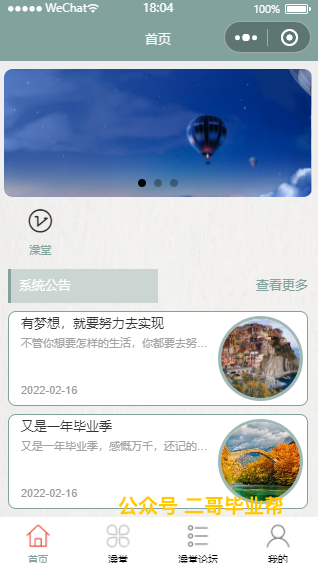 WeChat 18:04 100%
首页
澡堂
系统公告 查看更多
有梦想，就要努力去实现
不管你想要怎样的生活，你都要去努...
2022-02-16
又是一年毕业季
又是一年毕业季，感慨万千，还记的...
2022-02-16
公众号 二哥毕业帮
首页 澡堂 澡堂论坛 我的